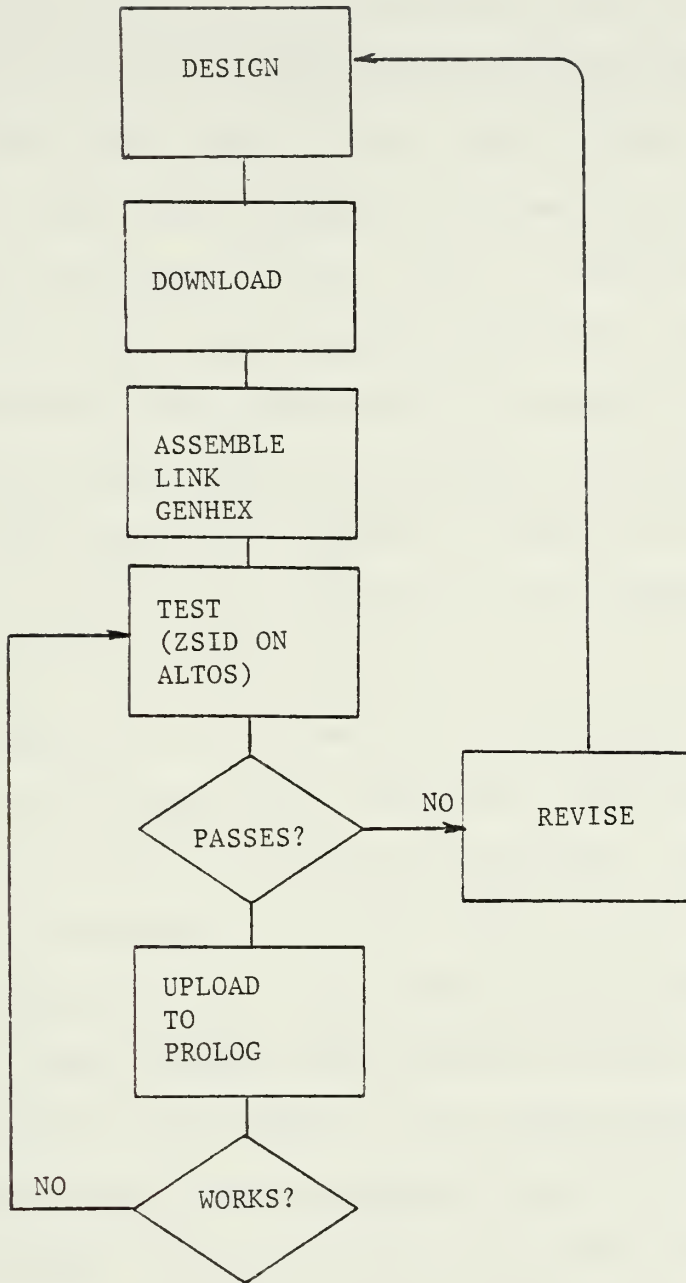 DESIGN
DOWNLOAD
ASSEMBLE
LINK
GENHEX
TEST
(ZSID ON
ALTOS)
PASSES?
NO
REVISE
UPLOAD
TO
PROLOG
WORKS?
NO